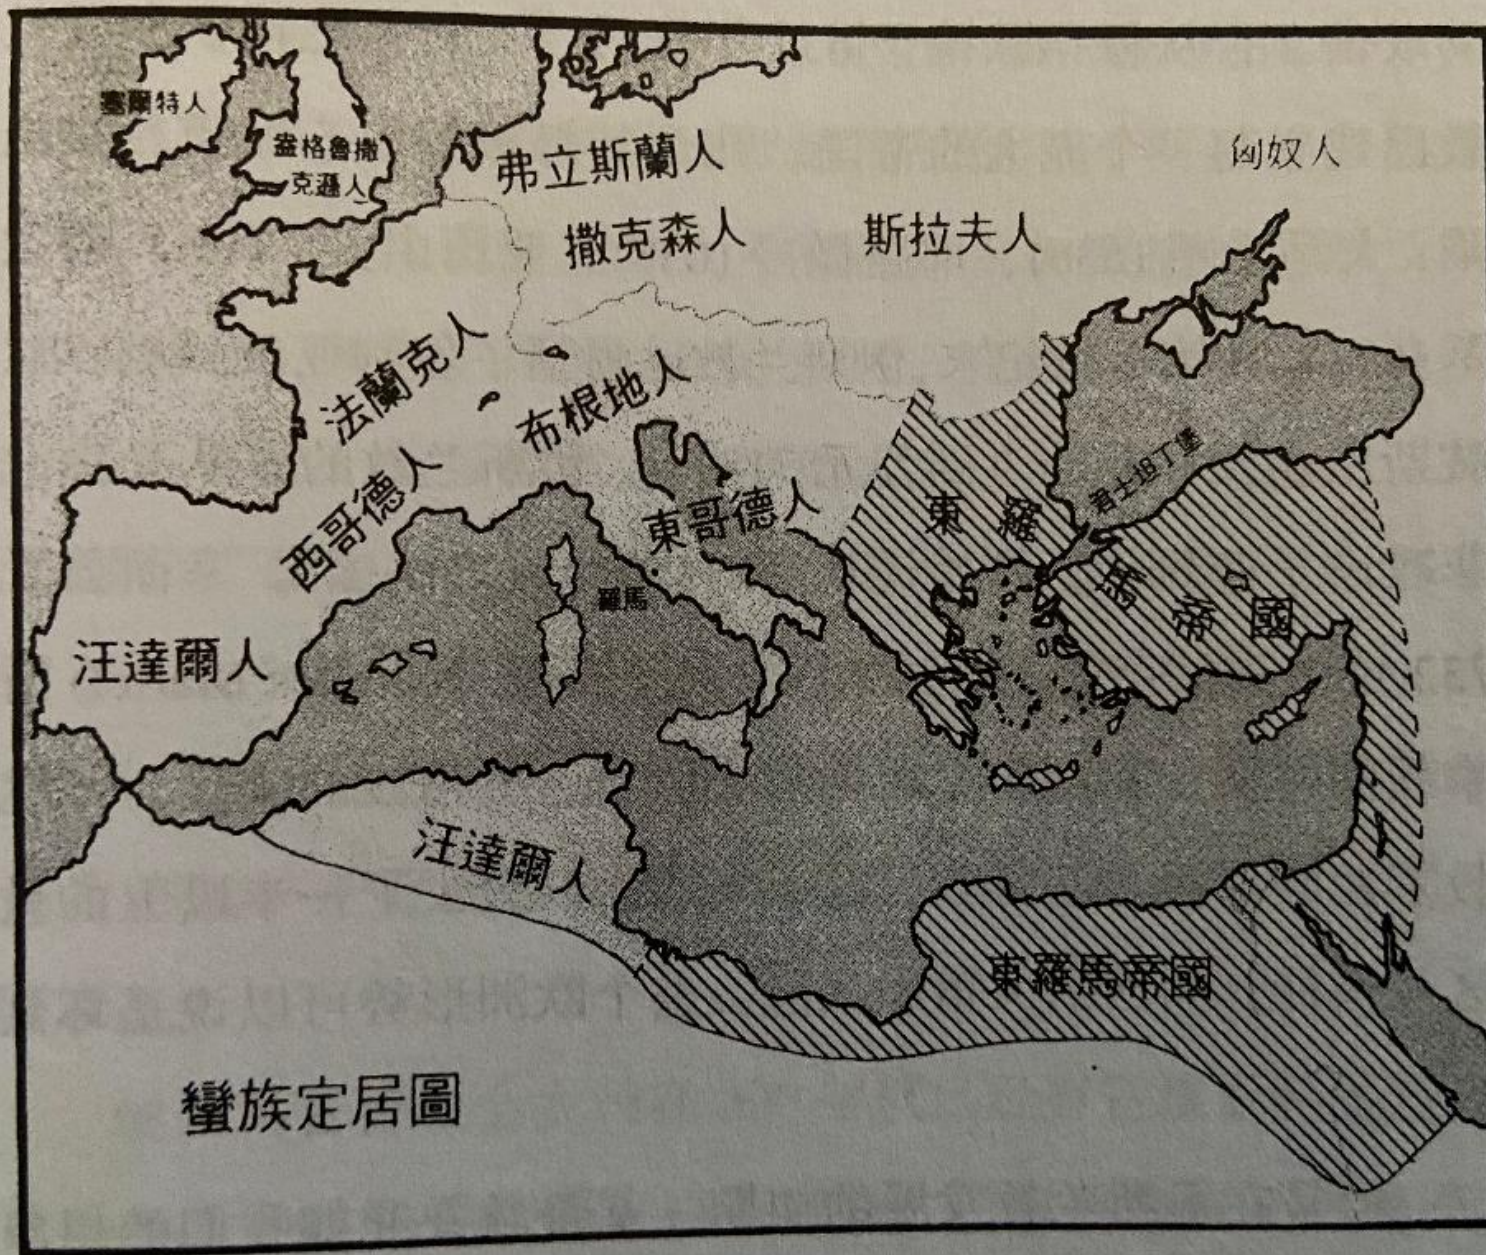 塞爾特人
盎格魯撒
克遜人
弗立斯蘭人
匈奴人
撒克森人
斯拉夫人
法蘭克人
布根地人
西哥德人
東哥德人
君士坦丁堡
東羅
馬帝國
羅馬
汪達爾人
汪達爾人
東羅馬帝國
蠻族定居圖